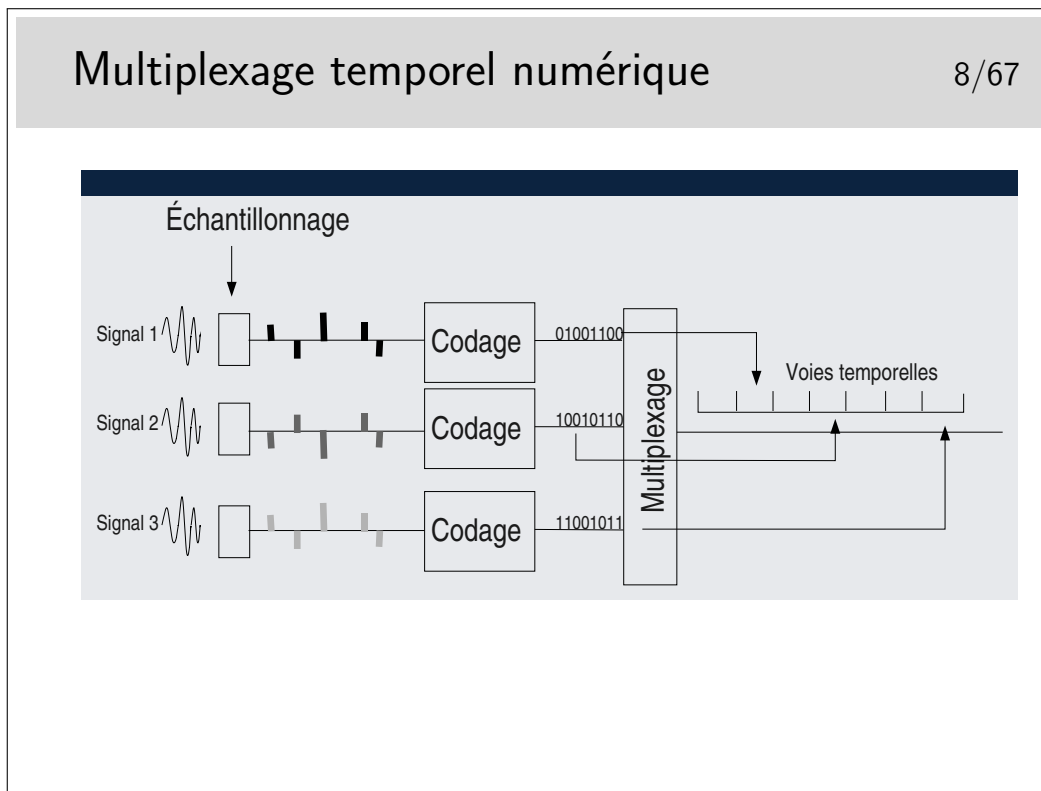 Multiplexage temporel numérique 8/67
Échantillonnage
Signal 1
Codage
01001100
Voies temporelles
Signal 2
Codage
10010110
Multiplexage
Signal 3
Codage
11001011